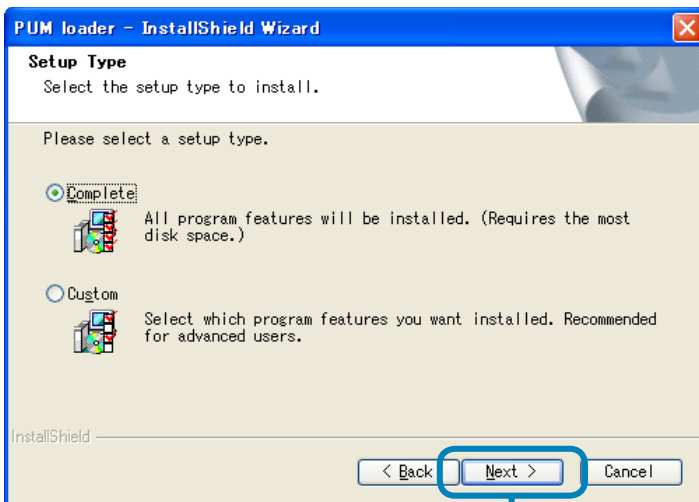 PUM loader - InstallShield Wizard
Setup Type
Select the setup type to install.
Please select a setup type.
Complete
All program features will be installed. (Requires the most
disk space.)
Custom
Select which program features you want installed. Recommended
for advanced users.
InstallShield
< Back
Next >
Cancel